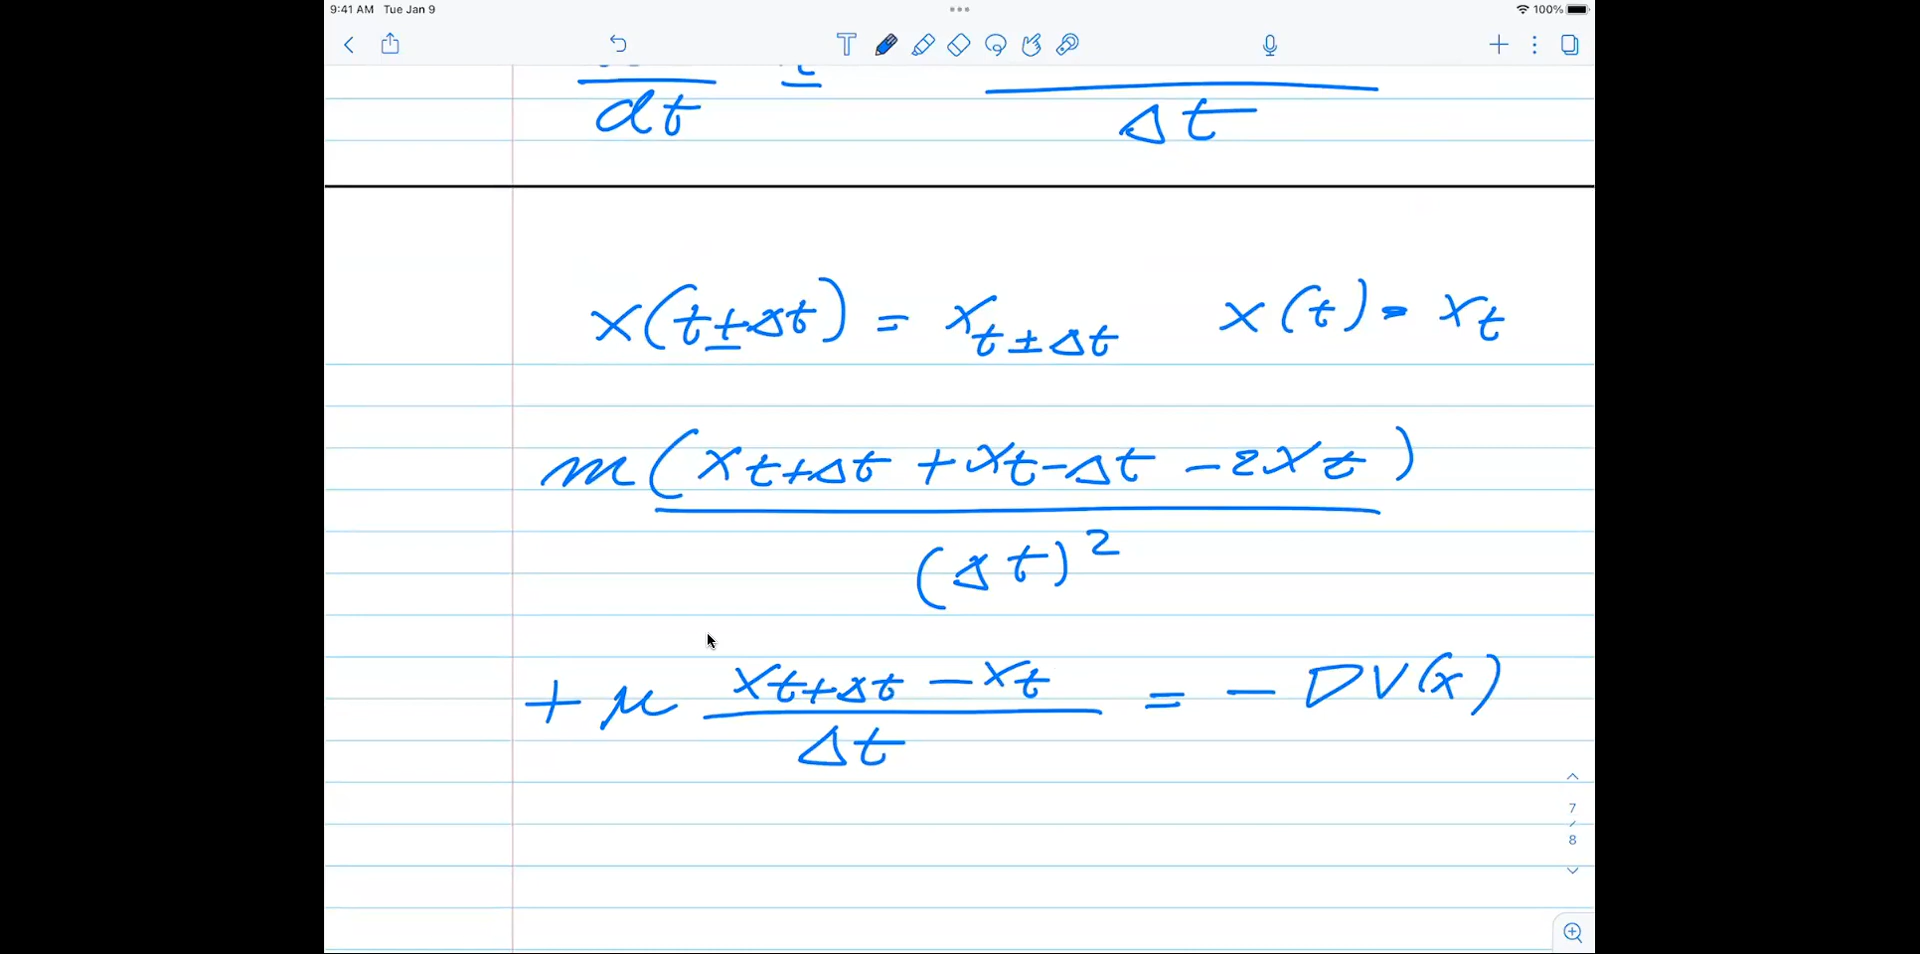 9:41 AM Tue Jan 9
100%
dt
Δt
x(t±Δt) = x_{t±Δt} x(t) = x_t
m(x_{t+Δt} + x_{t-Δt} - 2x_t)
(Δt)²
x_{t+Δt} - x_t
+ μ = - DV(x)
Δt
7
/
8